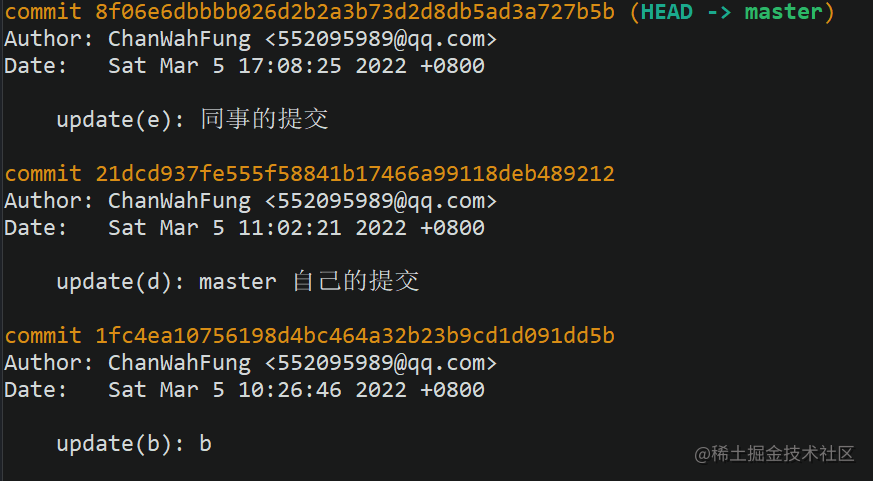 commit 8f06e6dbbbb026d2b2a3b73d2d8db5ad3a727b5b (HEAD -> master)
Author: ChanWahFung <552095989@qq.com>
Date:   Sat Mar 5 17:08:25 2022 +0800
update(e): 同事的提交
commit 21dcd937fe555f58841b17466a99118deb489212
Author: ChanWahFung <552095989@qq.com>
Date:   Sat Mar 5 11:02:21 2022 +0800
update(d): master 自己的提交
commit 1fc4ea10756198d4bc464a32b23b9cd1d091dd5b
Author: ChanWahFung <552095989@qq.com>
Date:   Sat Mar 5 10:26:46 2022 +0800
update(b): b
@稀土掘金技术社区